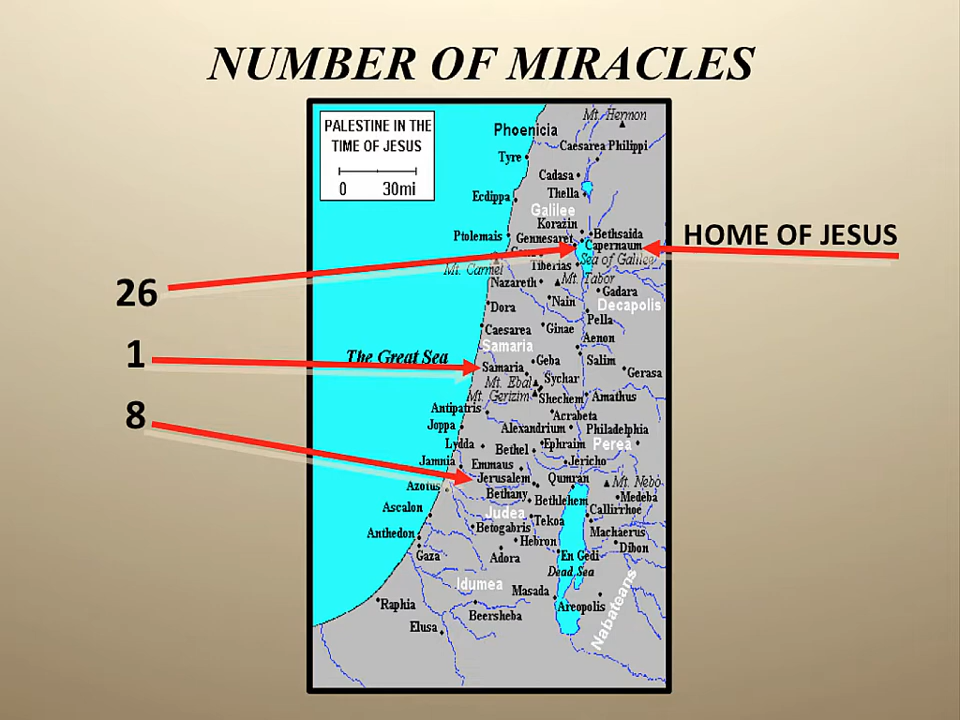 NUMBER OF MIRACLES
PALESTINE IN THE
TIME OF JESUS
0 30mi
Mt. Hermon
Phoenicia
Caesarea Philippi
Tyre
Cadasa
Thella
Ecdippa
Galilee
Korazin
Bethsaida
HOME OF JESUS
Ptolemais
Gennesaret
Capernaum
Sea of Galilee
Tiberias
Mt. Carmel
Mt. Tabor
Nazareth
26
Gadara
Nain
Decapolis
Dora
Pella
Caesarea
Ginae
Aenon
Samaria
1
The Great Sea
Geba
Salim
Samaria
Gerasa
Sychar
Mt. Ebal
Mt. Gerizim
Shechem
Amathus
8
Antipatris
Acrabeta
Joppa
Alexandrium
Philadelphia
Lydda
Ephraim
Perea
Bethel
Jamnia
Emmaus
Jericho
Jerusalem
Qumran
Mt. Nebo
Azotus
Bethany
Bethlehem
Medeba
Ascalon
Judea
Callirrhoe
Tekoa
Betogabris
Anthedon
Machaerus
Hebron
Dibon
Gaza
Adora
En Gedi
Dead Sea
Idumea
Masada
Nabateans
Raphia
Areopolis
Beersheba
Elusa